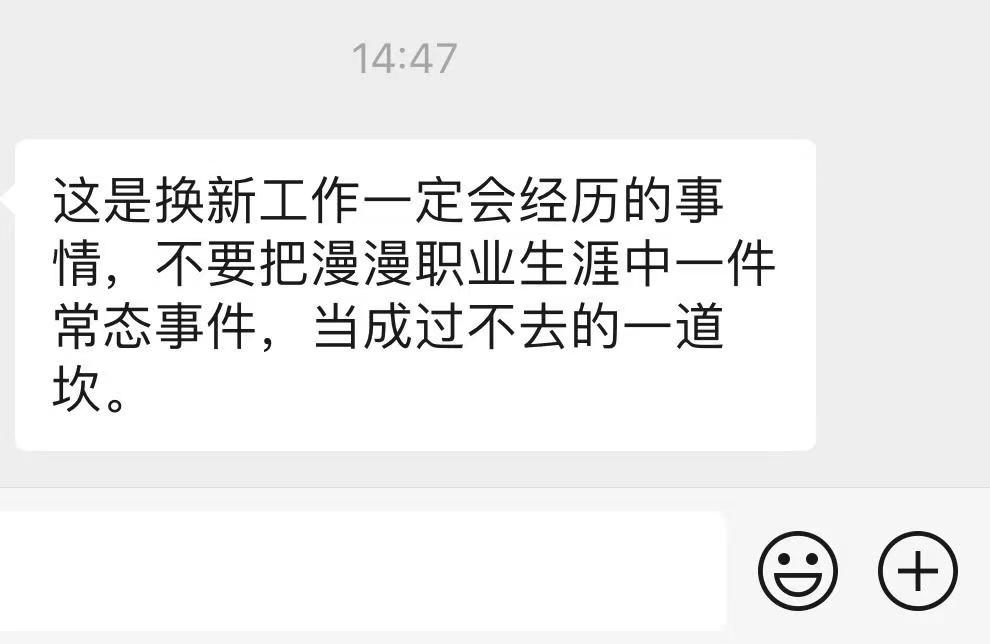 14:47
这是换新工作一定会经历的事
情，不要把漫漫职业生涯中一件
常态事件，当成过不去的一道
坎。